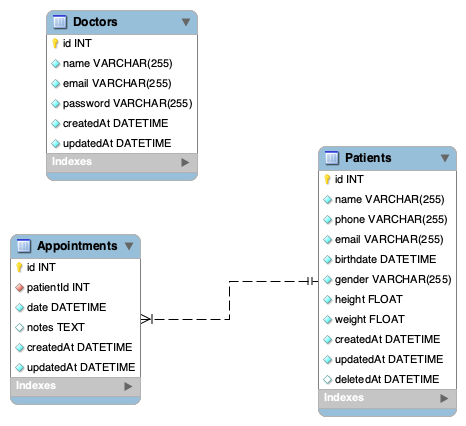 Doctors
id INT
name VARCHAR(255)
email VARCHAR(255)
password VARCHAR(255)
createdAt DATETIME
updatedAt DATETIME
Indexes
Patients
id INT
name VARCHAR(255)
phone VARCHAR(255)
email VARCHAR(255)
birthdate DATETIME
gender VARCHAR(255)
height FLOAT
weight FLOAT
createdAt DATETIME
updatedAt DATETIME
deletedAt DATETIME
Indexes
Appointments
id INT
patientId INT
date DATETIME
notes TEXT
createdAt DATETIME
updatedAt DATETIME
Indexes